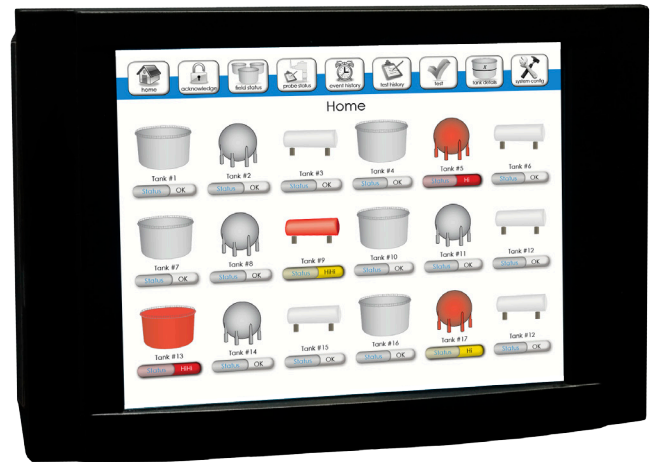 home
acknowledge
field status
probe status
event history
test history
test
tank details
system config
Home
Tank #1
Status OK
Tank #2
Status OK
Tank #3
Status OK
Tank #4
Status OK
Tank #5
Status Hi
Tank #6
Status OK
Tank #7
Status OK
Tank #8
Status OK
Tank #9
Status HiHi
Tank #10
Status OK
Tank #11
Status OK
Tank #12
Status OK
Tank #13
Status HiHi
Tank #14
Status OK
Tank #15
Status OK
Tank #16
Status OK
Tank #17
Status Hi
Tank #12
Status OK